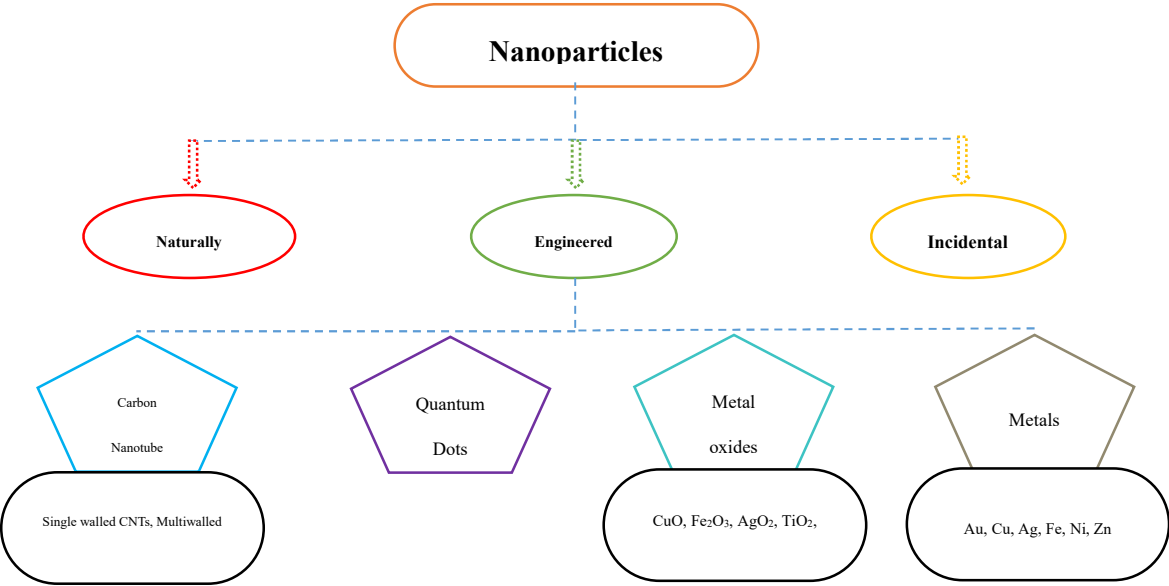 Nanoparticles
Naturally
Engineered
Incidental
Carbon
Nanotube
Quantum
Dots
Metal
oxides
Metals
Single walled CNTs, Multiwalled
CuO, Fe₂O₃, AgO₂, TiO₂,
Au, Cu, Ag, Fe, Ni, Zn